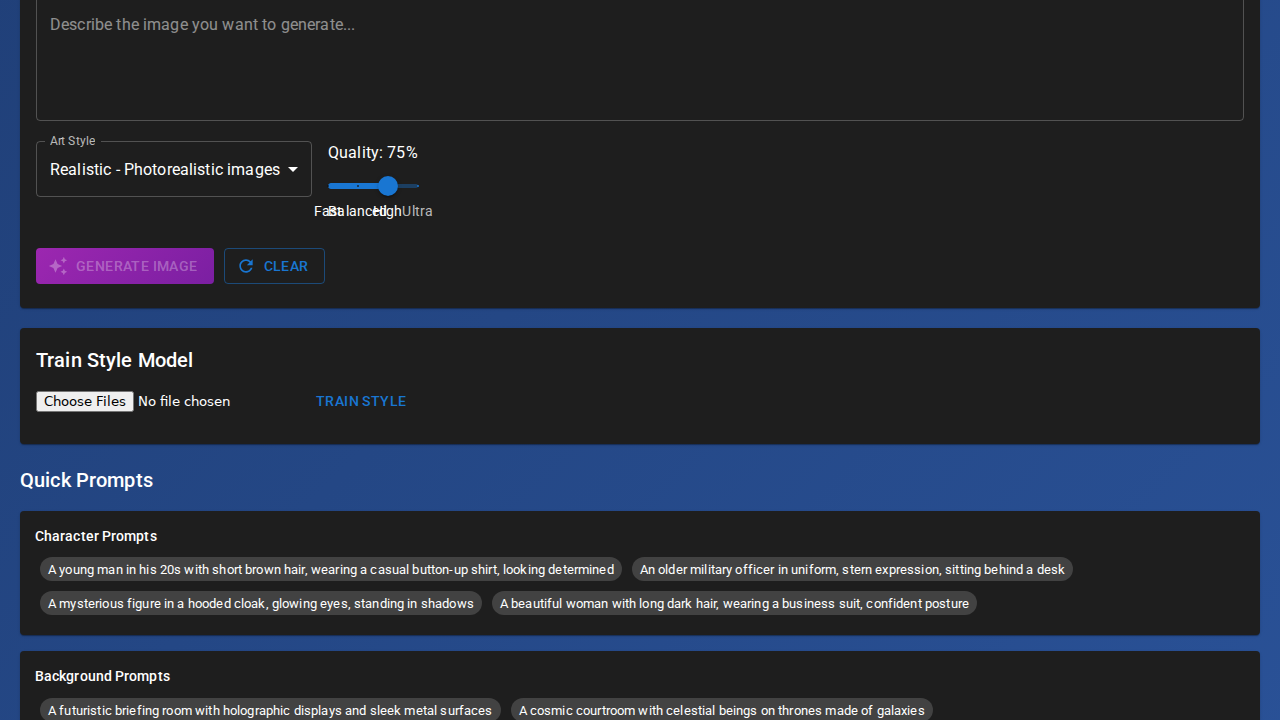 Describe the image you want to generate...
Art Style
Realistic - Photorealistic images
Quality: 75%
Fast Balanced High Ultra
GENERATE IMAGE CLEAR
Train Style Model
Choose Files No file chosen TRAIN STYLE
Quick Prompts
Character Prompts
A young man in his 20s with short brown hair, wearing a casual button-up shirt, looking determined An older military officer in uniform, stern expression, sitting behind a desk
A mysterious figure in a hooded cloak, glowing eyes, standing in shadows A beautiful woman with long dark hair, wearing a business suit, confident posture
Background Prompts
A futuristic briefing room with holographic displays and sleek metal surfaces A cosmic courtroom with celestial beings on thrones made of galaxies